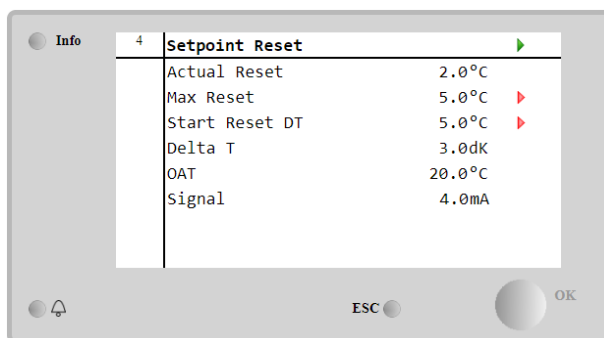 Info
4 Setpoint Reset
Actual Reset 2.0°C
Max Reset 5.0°C
Start Reset DT 5.0°C
Delta T 3.0dK
OAT 20.0°C
Signal 4.0mA
ESC
OK